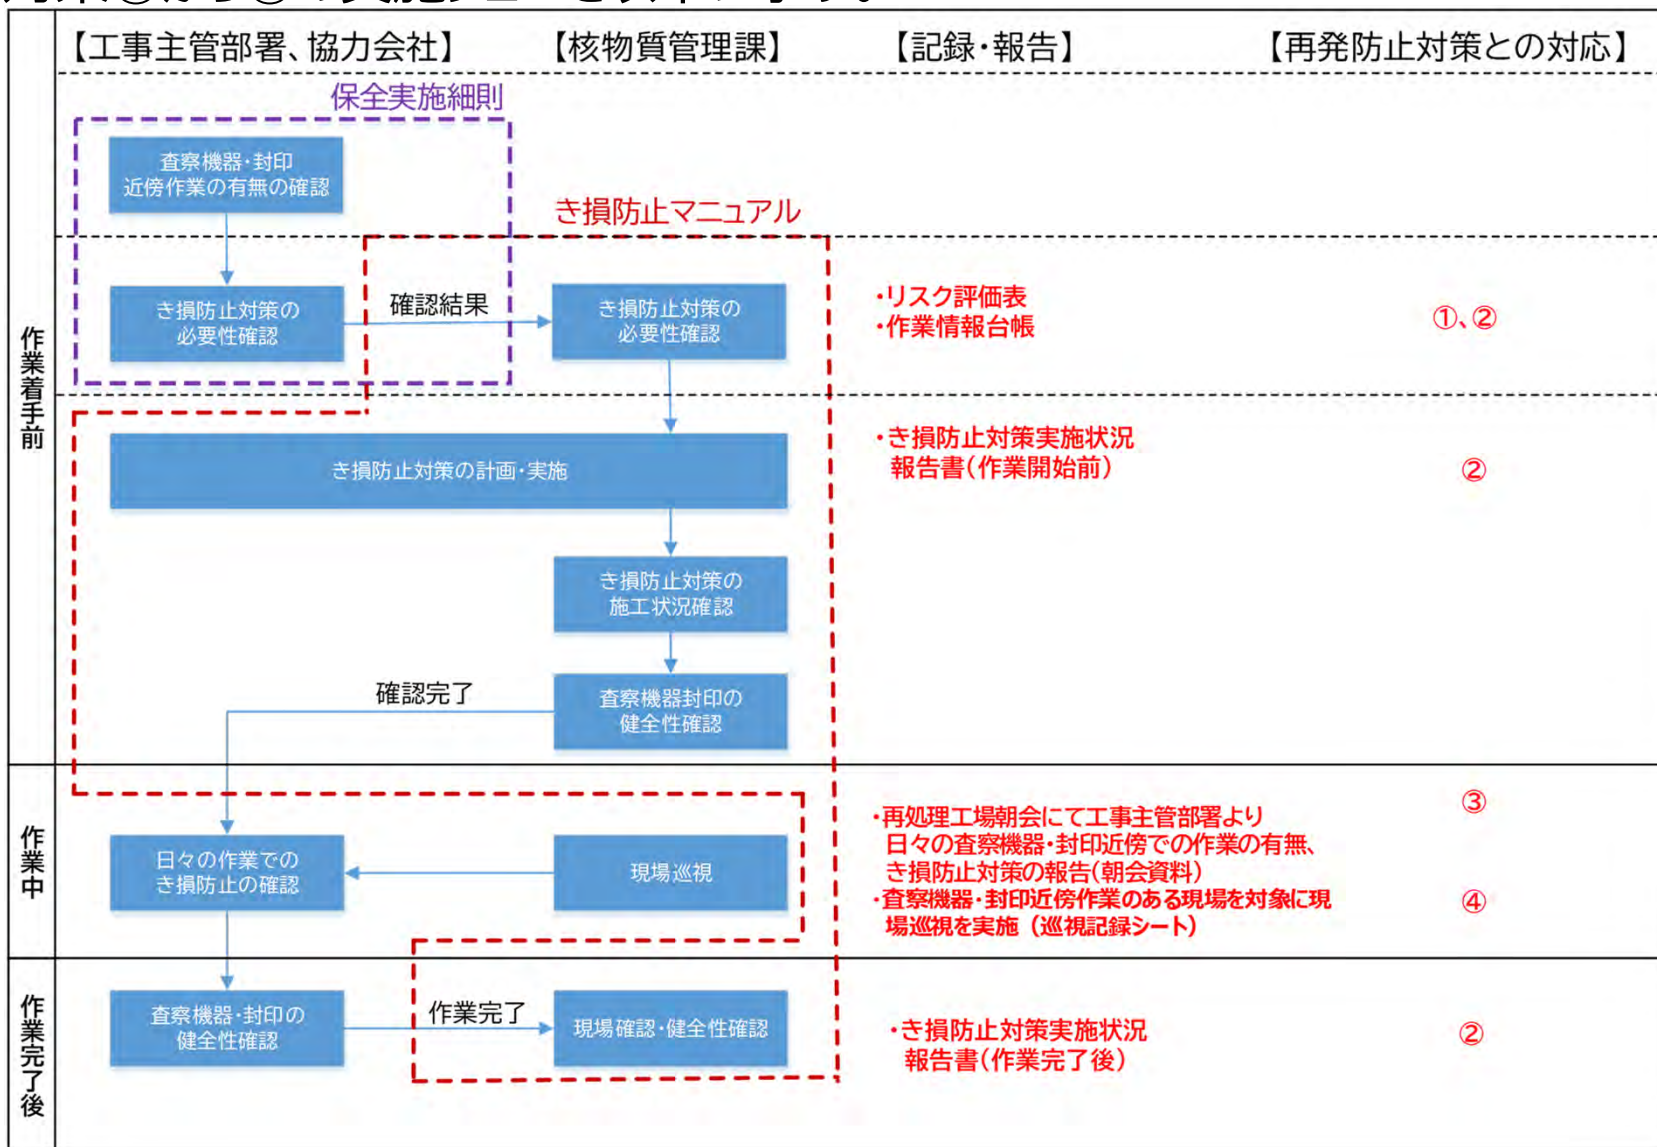 【工事主管部署、協力会社】
【核物質管理課】
【記録・報告】
【再発防止対策との対応】
保全実施細則
査察機器・封印
近傍作業の有無の確認
き損防止マニュアル
作業着手前
き損防止対策の
必要性確認
確認結果
き損防止対策の
必要性確認
・リスク評価表
・作業情報台帳
①、②
き損防止対策の計画・実施
・き損防止対策実施状況
報告書(作業開始前)
②
き損防止対策の
施工状況確認
確認完了
査察機器封印の
健全性確認
作業中
日々の作業での
き損防止の確認
現場巡視
・再処理工場朝会にて工事主管部署より
日々の査察機器・封印近傍での作業の有無、
き損防止対策の報告(朝会資料)
③
・査察機器・封印近傍作業のある現場を対象に現
場巡視を実施（巡視記録シート）
④
作業完了後
査察機器・封印の
健全性確認
作業完了
現場確認・健全性確認
・き損防止対策実施状況
報告書(作業完了後)
②